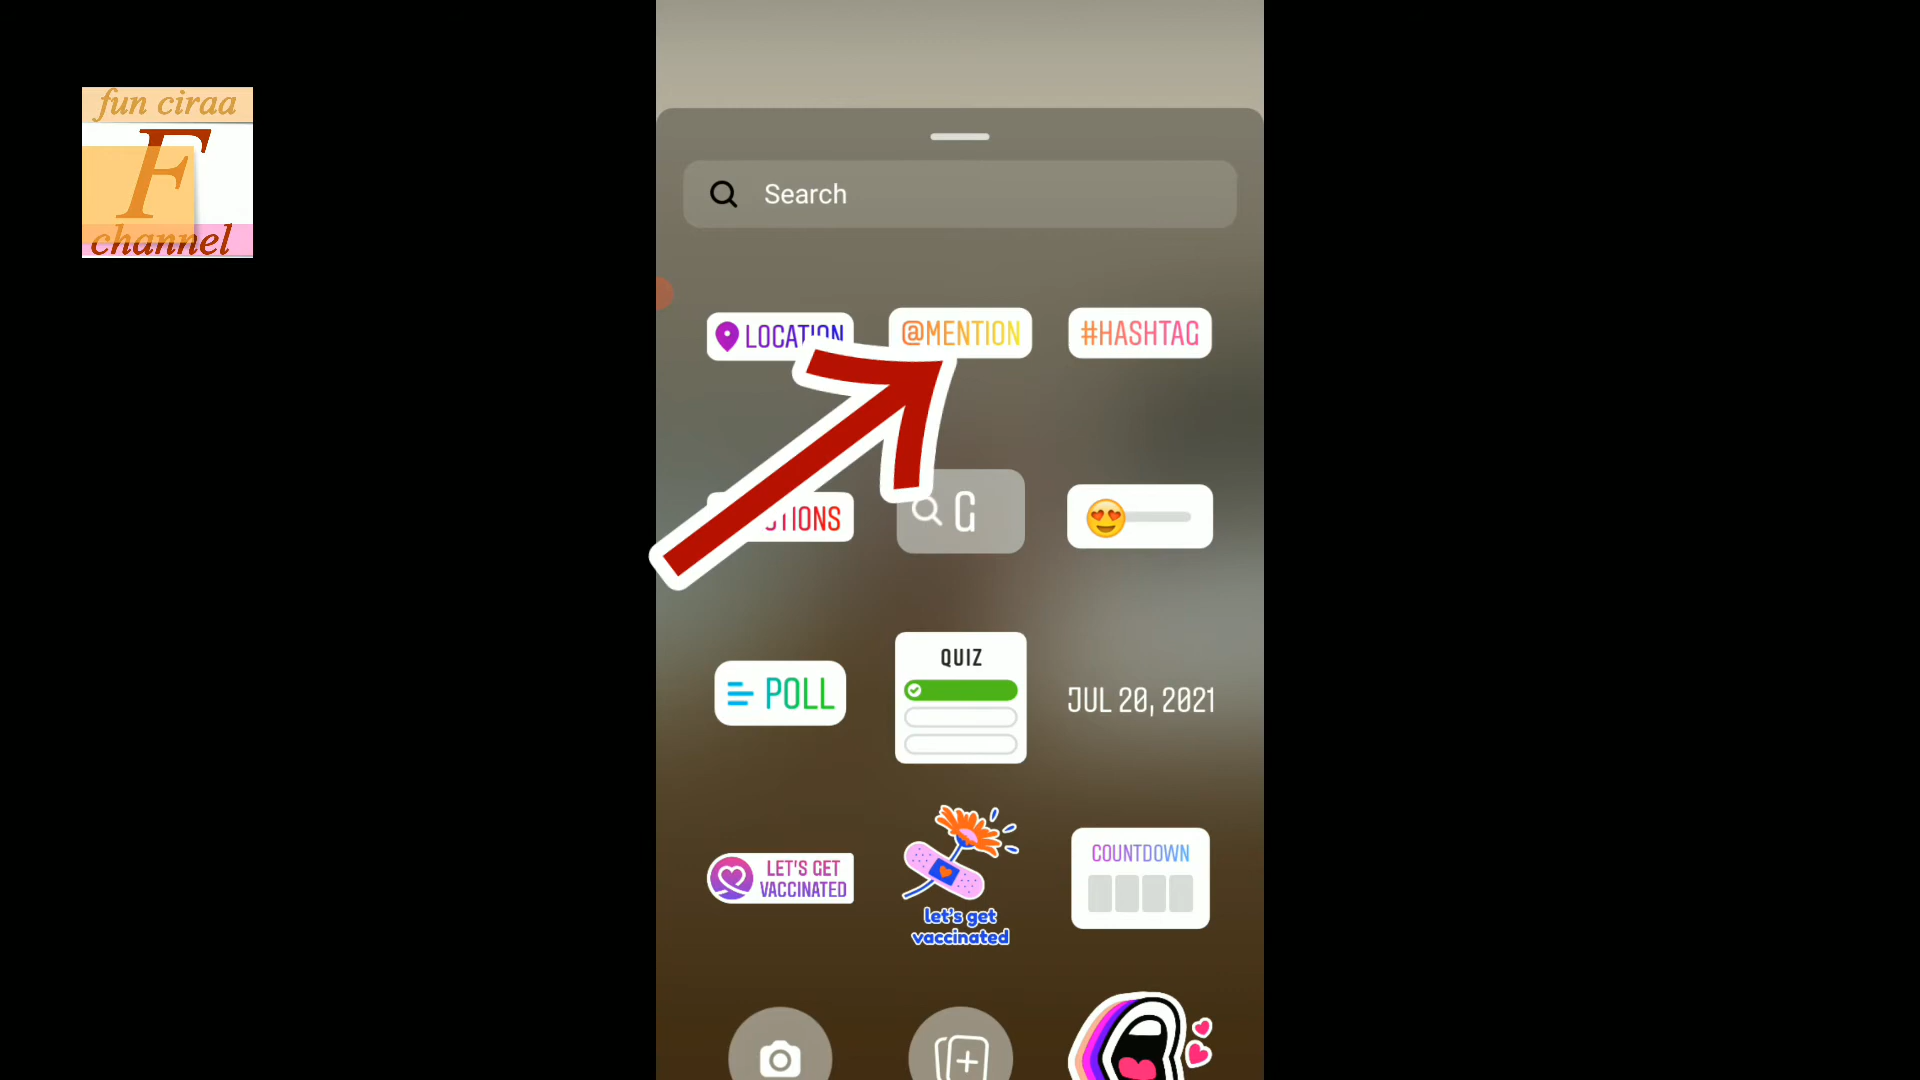 fun ciraa
F
channel
Search
LOCATION
@MENTION
#HASHTAG
G
POLL
QUIZ
JUL 20, 2021
LET'S GET
VACCINATED
let's get
vaccinated
COUNTDOWN